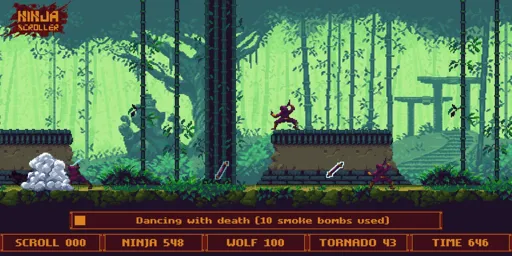 NINJA
SCROLLER
Dancing with death (10 smoke bombs used)
SCROLL 000
NINJA 548
WOLF 100
TORNADO 43
TIME 646